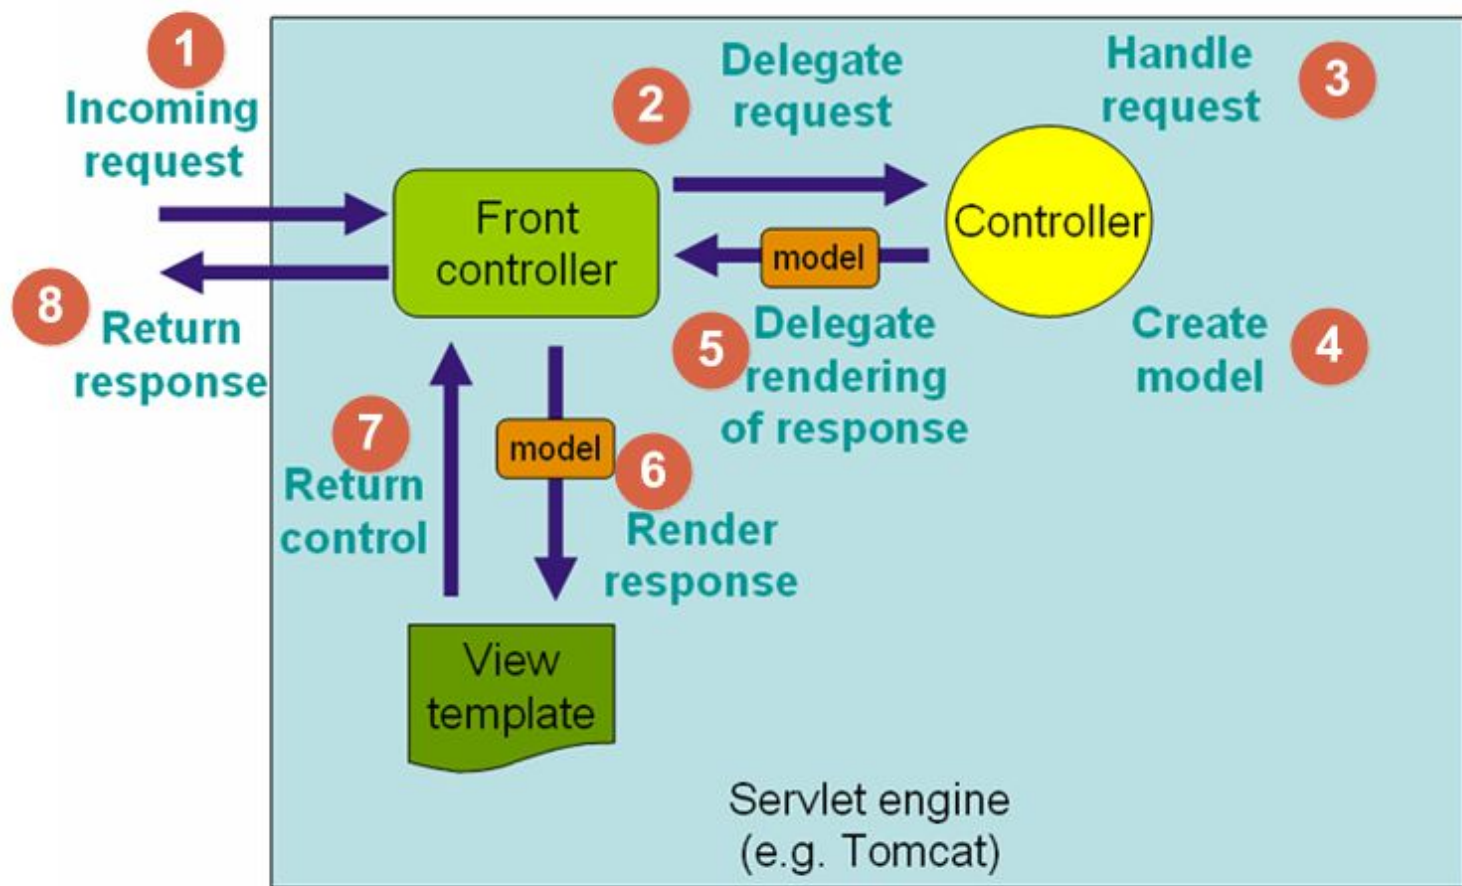 1
Incoming
request
2
Delegate
request
Handle
request
3
Front
controller
Controller
model
8
Return
response
5
Delegate
rendering
of response
Create
model
4
7
Return
control
model
6
Render
response
View
template
Servlet engine
(e.g. Tomcat)